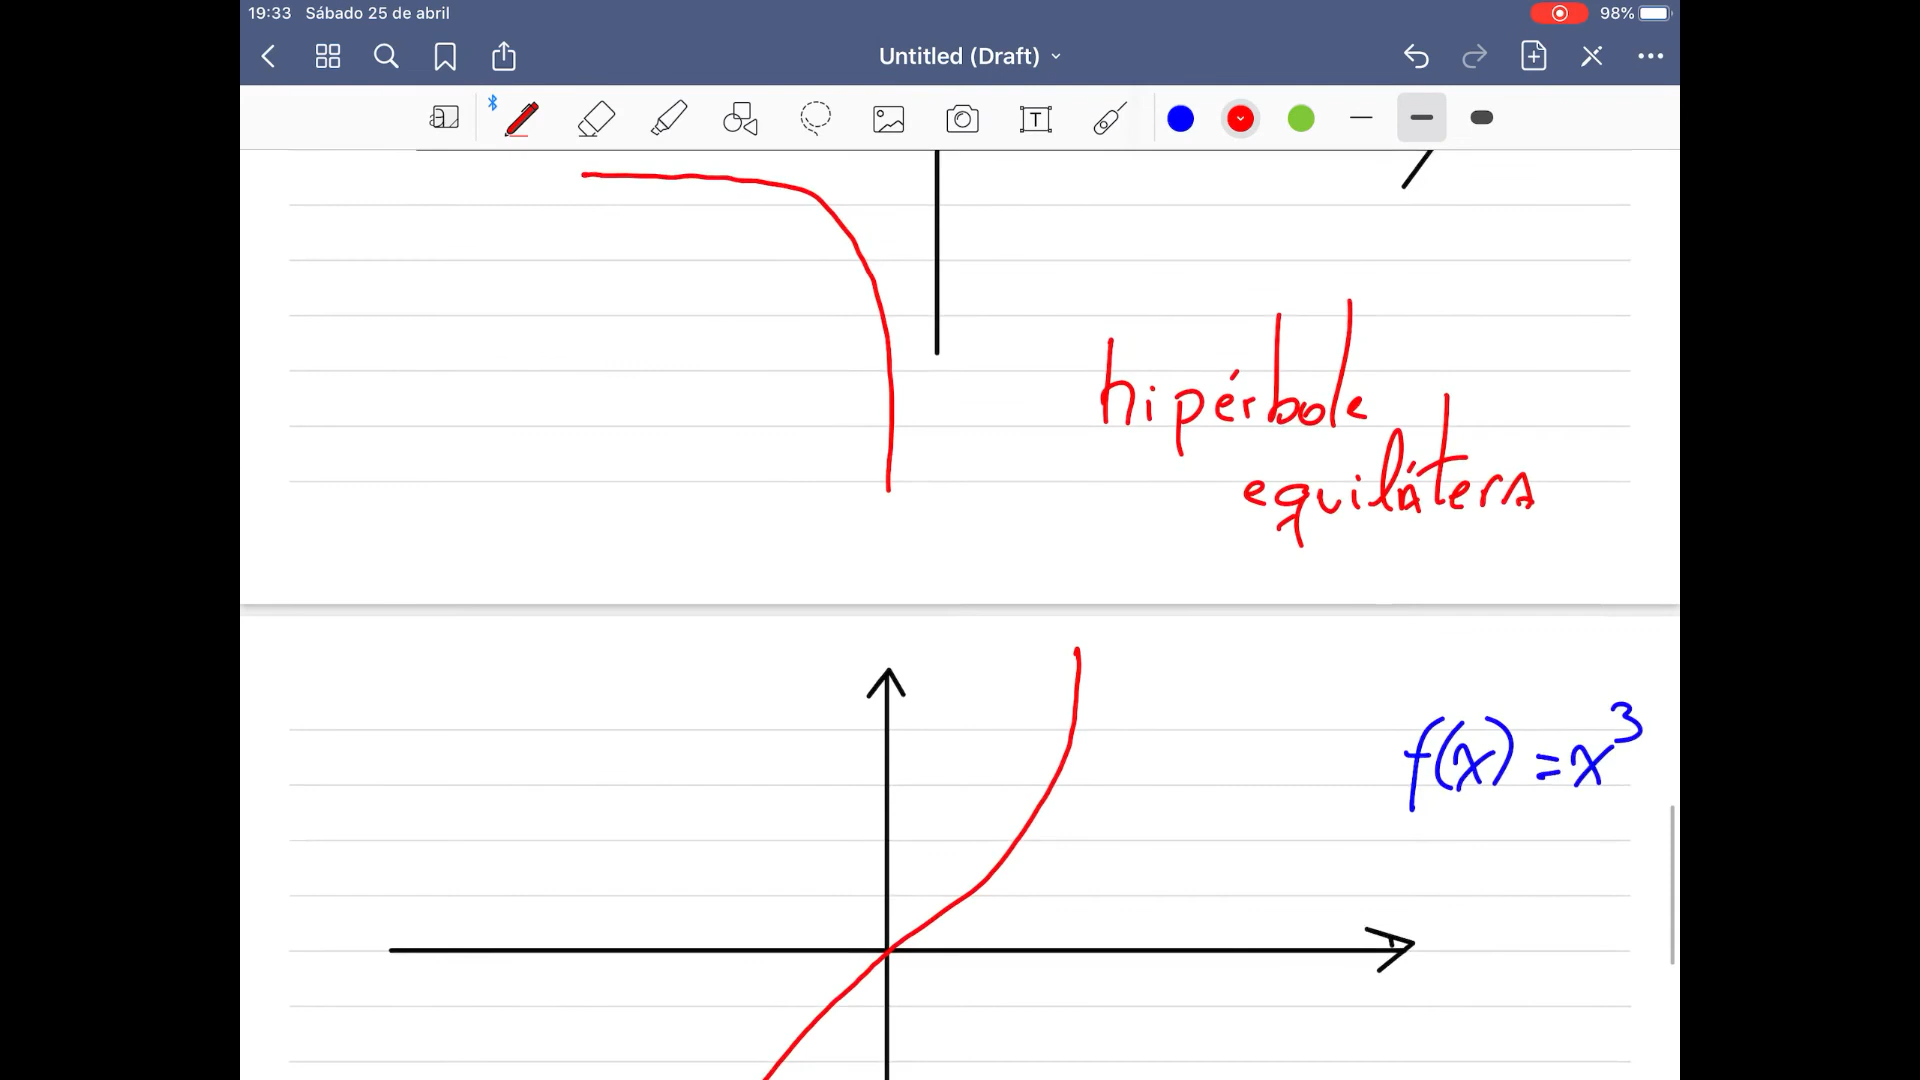 19:33 Sábado 25 de abril
98%
Untitled (Draft)
hipérbole
equilátera
f(x) = x³